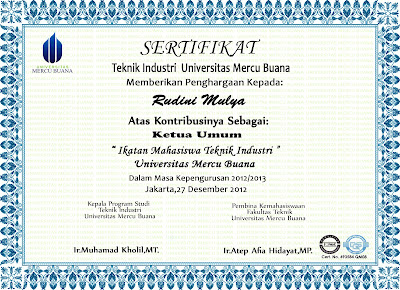 UNIVERSITAS
MERCU BUANA
SERTIFIKAT
Teknik Industri Universitas Mercu Buana
Memberikan Penghargaan Kepada:
Rudini Mulya
Atas Kontribusinya Sebagai:
Ketua Umum
“ Ikatan Mahasiswa Teknik Industri ”
Universitas Mercu Buana
Dalam Masa Kepengurusan 2012/2013
Jakarta,27 Desember 2012
Kepala Program Studi
Teknik Industri
Universitas Mercu Buana
Pembina Kemahasiswaan
Fakultas Teknik
Universitas Mercu Buana
Ir.Muhamad Kholil,MT.
Ir.Atep Afia Hidayat,MP.